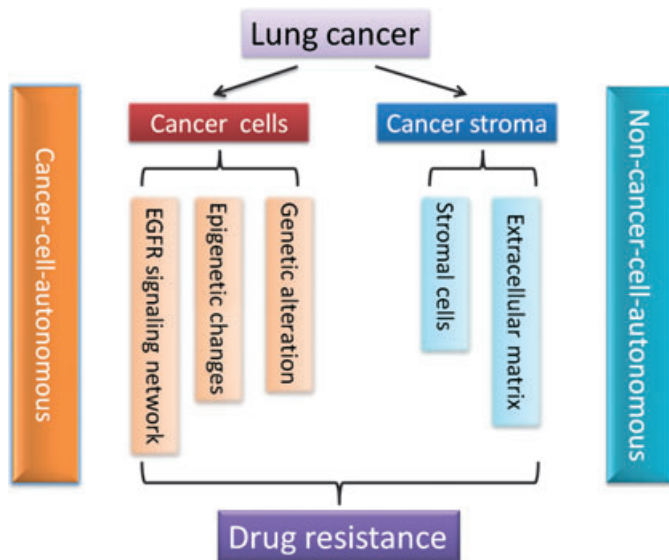 Lung cancer
Cancer cells
Cancer stroma
Cancer-cell-autonomous
EGFR signaling network
Epigenetic changes
Genetic alteration
Stromal cells
Extracellular matrix
Non-cancer-cell-autonomous
Drug resistance